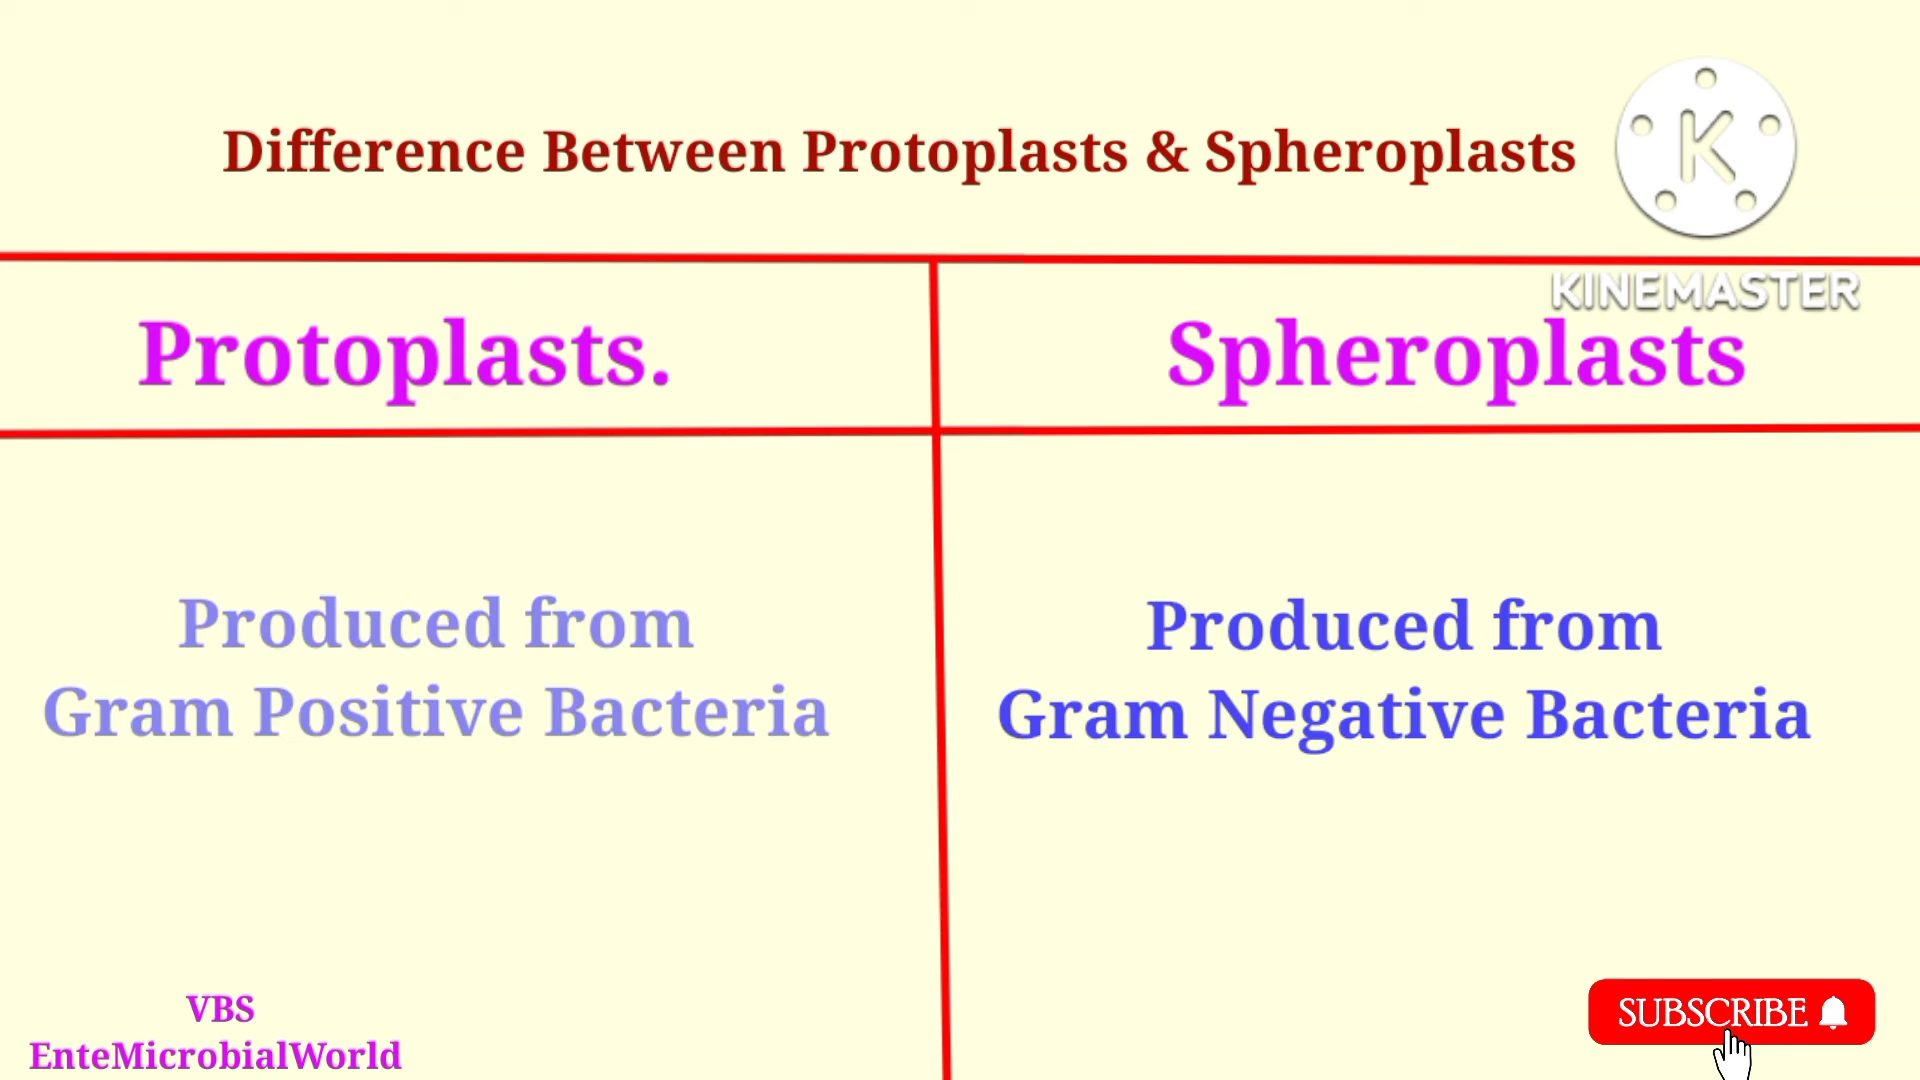 Difference Between Protoplasts & Spheroplasts
K
KINEMASTER
Protoplasts.
Spheroplasts
Produced from
Gram Positive Bacteria
Produced from
Gram Negative Bacteria
VBS
EnteMicrobialWorld
SUBSCRIBE